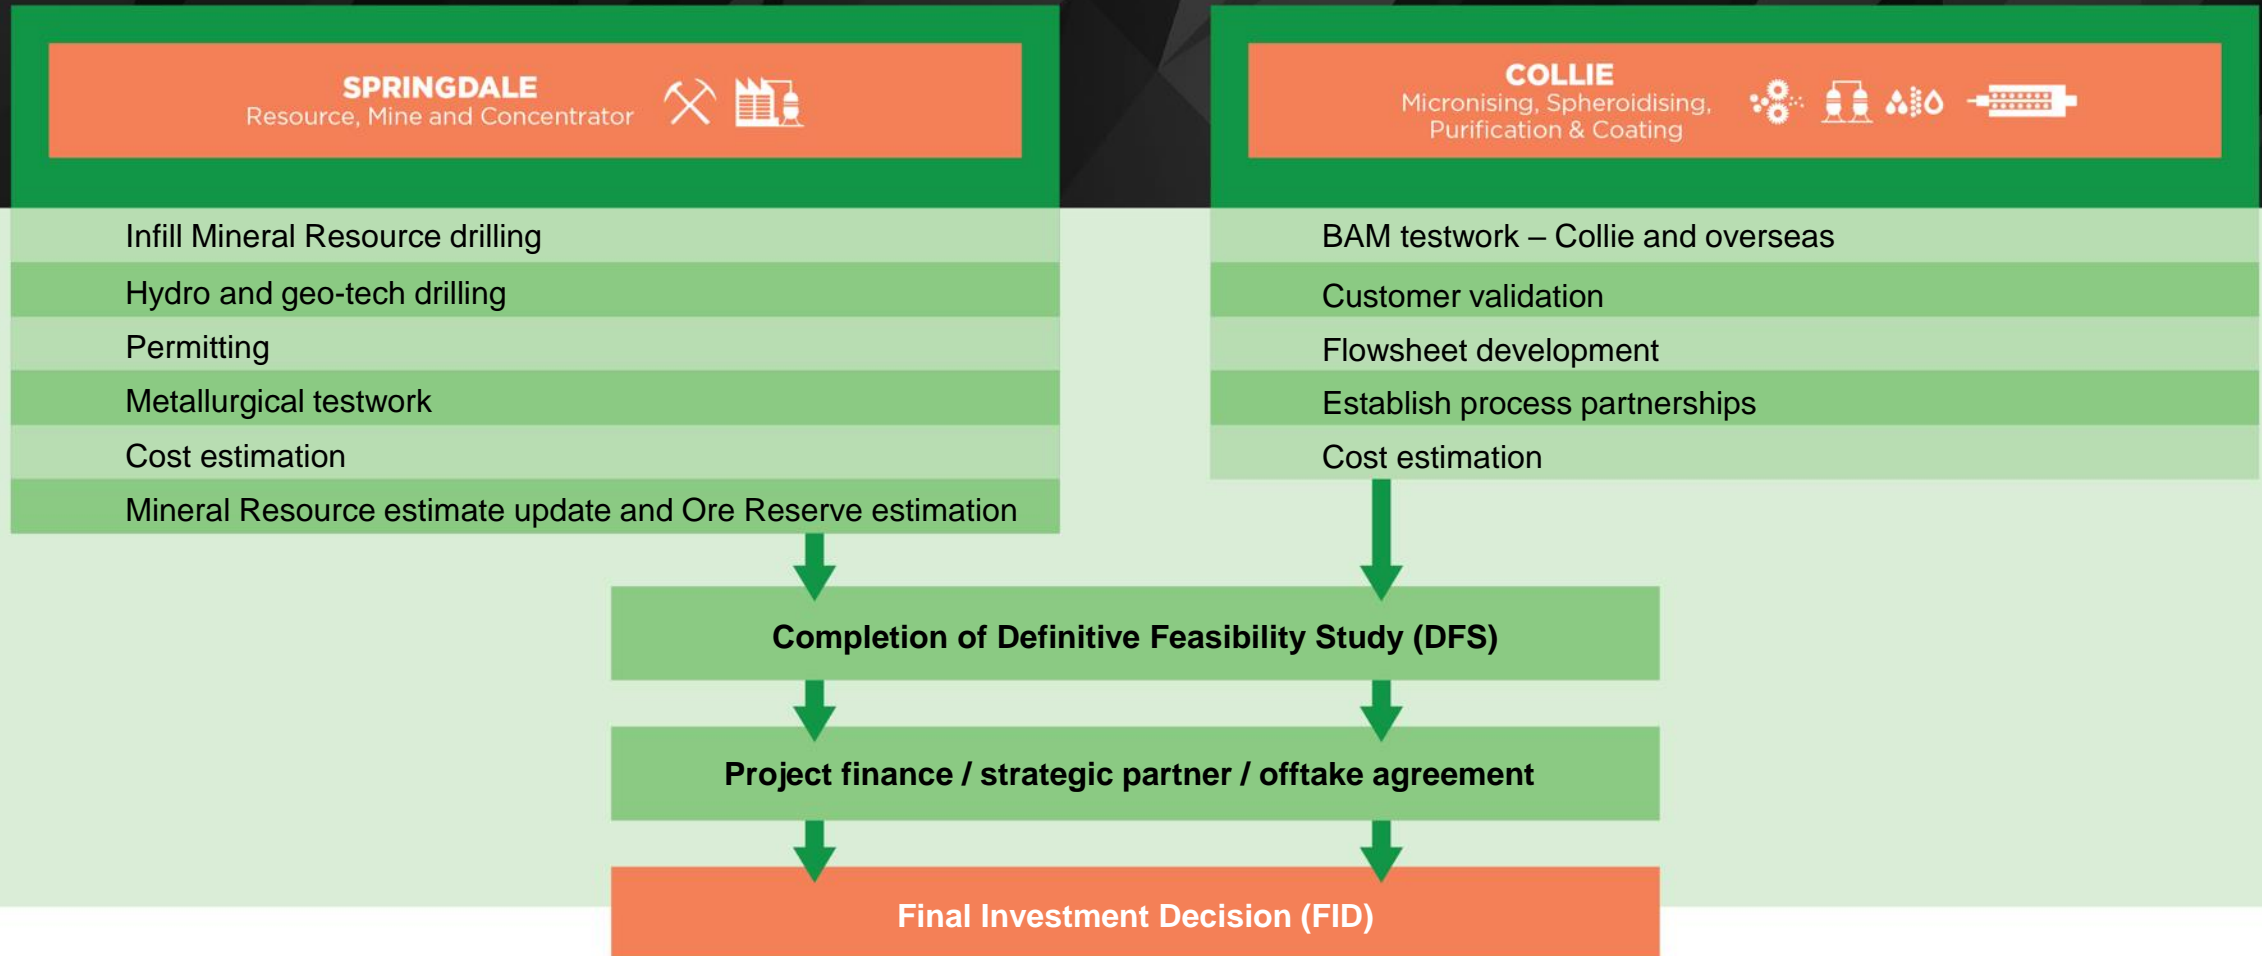 SPRINGDALE
Resource, Mine and Concentrator
Infill Mineral Resource drilling
Hydro and geo-tech drilling
Permitting
Metallurgical testwork
Cost estimation
Mineral Resource estimate update and Ore Reserve estimation
COLLIE
Micronising, Spheroidising,
Purification & Coating
BAM testwork – Collie and overseas
Customer validation
Flowsheet development
Establish process partnerships
Cost estimation
Completion of Definitive Feasibility Study (DFS)
Project finance / strategic partner / offtake agreement
Final Investment Decision (FID)